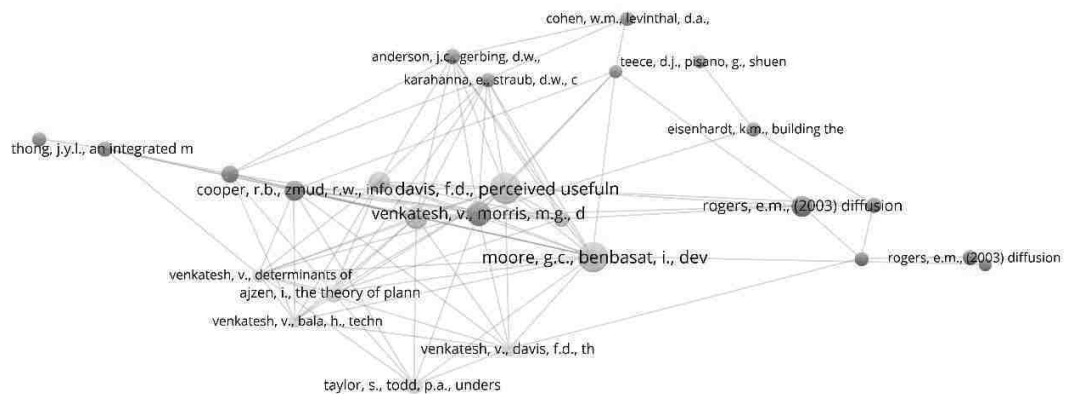 cohen, w.m., levinthal, d.a.,
anderson, j.c., gerbing, d.w.,
teece, d.j., pisano, g., shuen
karahanna, e., straub, d.w., c
eisenhardt, k.m., building the
thong, j.y.l., an integrated m
cooper, r.b., zmud, r.w., info
davis, f.d., perceived usefuln
venkatesh, v., morris, m.g., d
rogers, e.m., (2003) diffusion
moore, g.c., benbasat, i., dev
rogers, e.m., (2003) diffusion
venkatesh, v., determinants of
ajzen, i., the theory of plann
venkatesh, v., bala, h., techn
venkatesh, v., davis, f.d., th
taylor, s., todd, p.a., unders